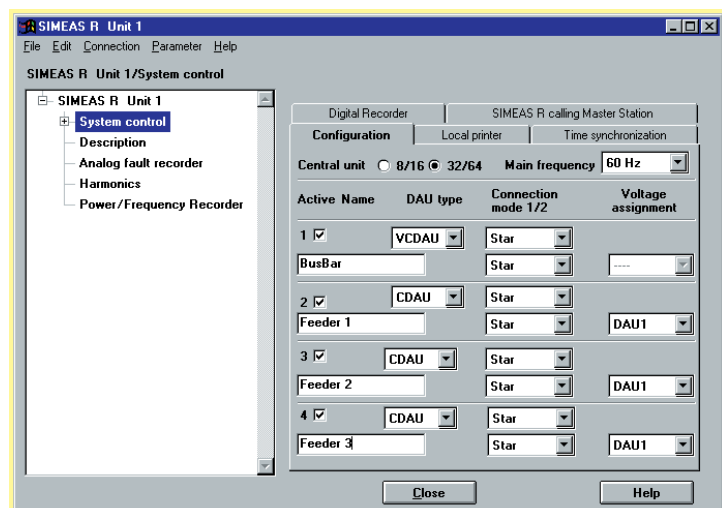 SIMEAS R Unit 1
File Edit Connection Parameter Help
SIMEAS R Unit 1/System control
SIMEAS R Unit 1
System control
Description
Analog fault recorder
Harmonics
Power/Frequency Recorder
Digital Recorder SIMEAS R calling Master Station
Configuration Local printer Time synchronization
Central unit 8/16 32/64 Main frequency 60 Hz
Active Name DAU type Connection mode 1/2 Voltage assignment
1 VCDAU Star
BusBar Star ----
2 CDAU Star
Feeder 1 Star DAU1
3 CDAU Star
Feeder 2 Star DAU1
4 CDAU Star
Feeder 3 Star DAU1
Close Help